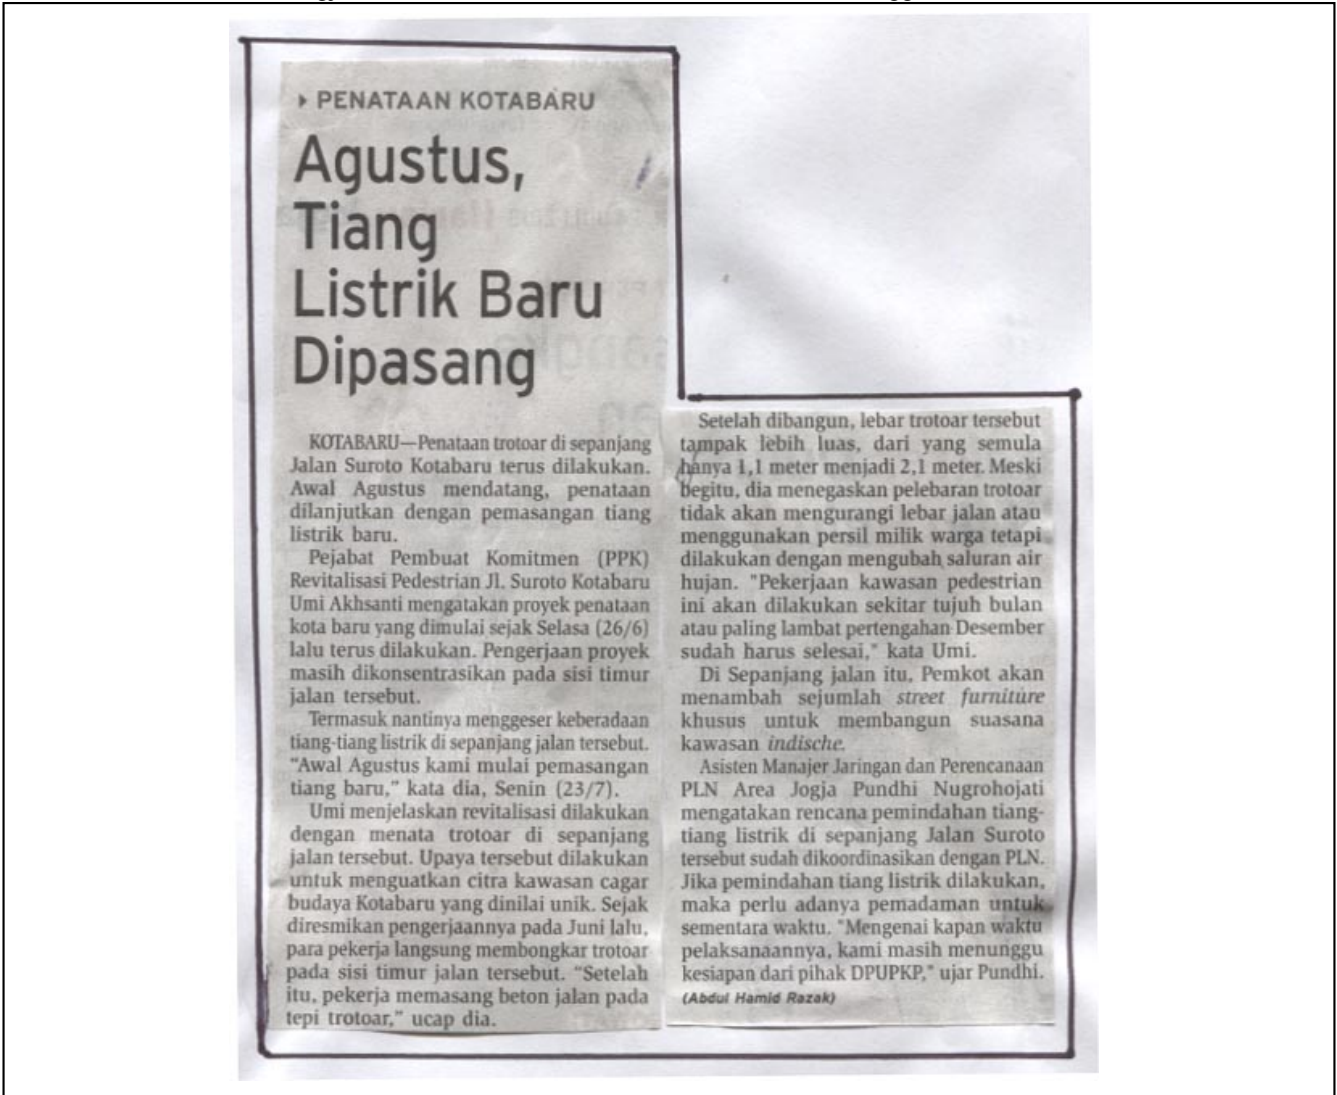 ▸ PENATAAN KOTABARU
Agustus,
Tiang
Listrik Baru
Dipasang
KOTABARU—Penataan trotoar di sepanjang
Jalan Suroto Kotabaru terus dilakukan.
Awal Agustus mendatang, penataan
dilanjutkan dengan pemasangan tiang
listrik baru.
Pejabat Pembuat Komitmen (PPK)
Revitalisasi Pedestrian Jl. Suroto Kotabaru
Umi Akhsanti mengatakan proyek penataan
kota baru yang dimulai sejak Selasa (26/6)
lalu terus dilakukan. Pengerjaan proyek
masih dikonsentrasikan pada sisi timur
jalan tersebut.
Termasuk nantinya menggeser keberadaan
tiang-tiang listrik di sepanjang jalan tersebut.
"Awal Agustus kami mulai pemasangan
tiang baru," kata dia, Senin (23/7).
Umi menjelaskan revitalisasi dilakukan
dengan menata trotoar di sepanjang
jalan tersebut. Upaya tersebut dilakukan
untuk menguatkan citra kawasan cagar
budaya Kotabaru yang dinilai unik. Sejak
diresmikan pengerjaannya pada Juni lalu,
para pekerja langsung membongkar trotoar
pada sisi timur jalan tersebut. "Setelah
itu, pekerja memasang beton jalan pada
tepi trotoar," ucap dia.
Setelah dibangun, lebar trotoar tersebut
tampak lebih luas, dari yang semula
hanya 1,1 meter menjadi 2,1 meter. Meski
begitu, dia menegaskan pelebaran trotoar
tidak akan mengurangi lebar jalan atau
menggunakan persil milik warga tetapi
dilakukan dengan mengubah saluran air
hujan. "Pekerjaan kawasan pedestrian
ini akan dilakukan sekitar tujuh bulan
atau paling lambat pertengahan Desember
sudah harus selesai," kata Umi.
Di Sepanjang jalan itu, Pemkot akan
menambah sejumlah street furniture
khusus untuk membangun suasana
kawasan indische.
Asisten Manajer Jaringan dan Perencanaan
PLN Area Jogja Pundhi Nugrohojati
mengatakan rencana pemindahan tiang-
tiang listrik di sepanjang Jalan Suroto
tersebut sudah dikoordinasikan dengan PLN.
Jika pemindahan tiang listrik dilakukan,
maka perlu adanya pemadaman untuk
sementara waktu. "Mengenai kapan waktu
pelaksanaannya, kami masih menunggu
kesiapan dari pihak DPUPKP," ujar Pundhi.
(Abdul Hamid Razak)